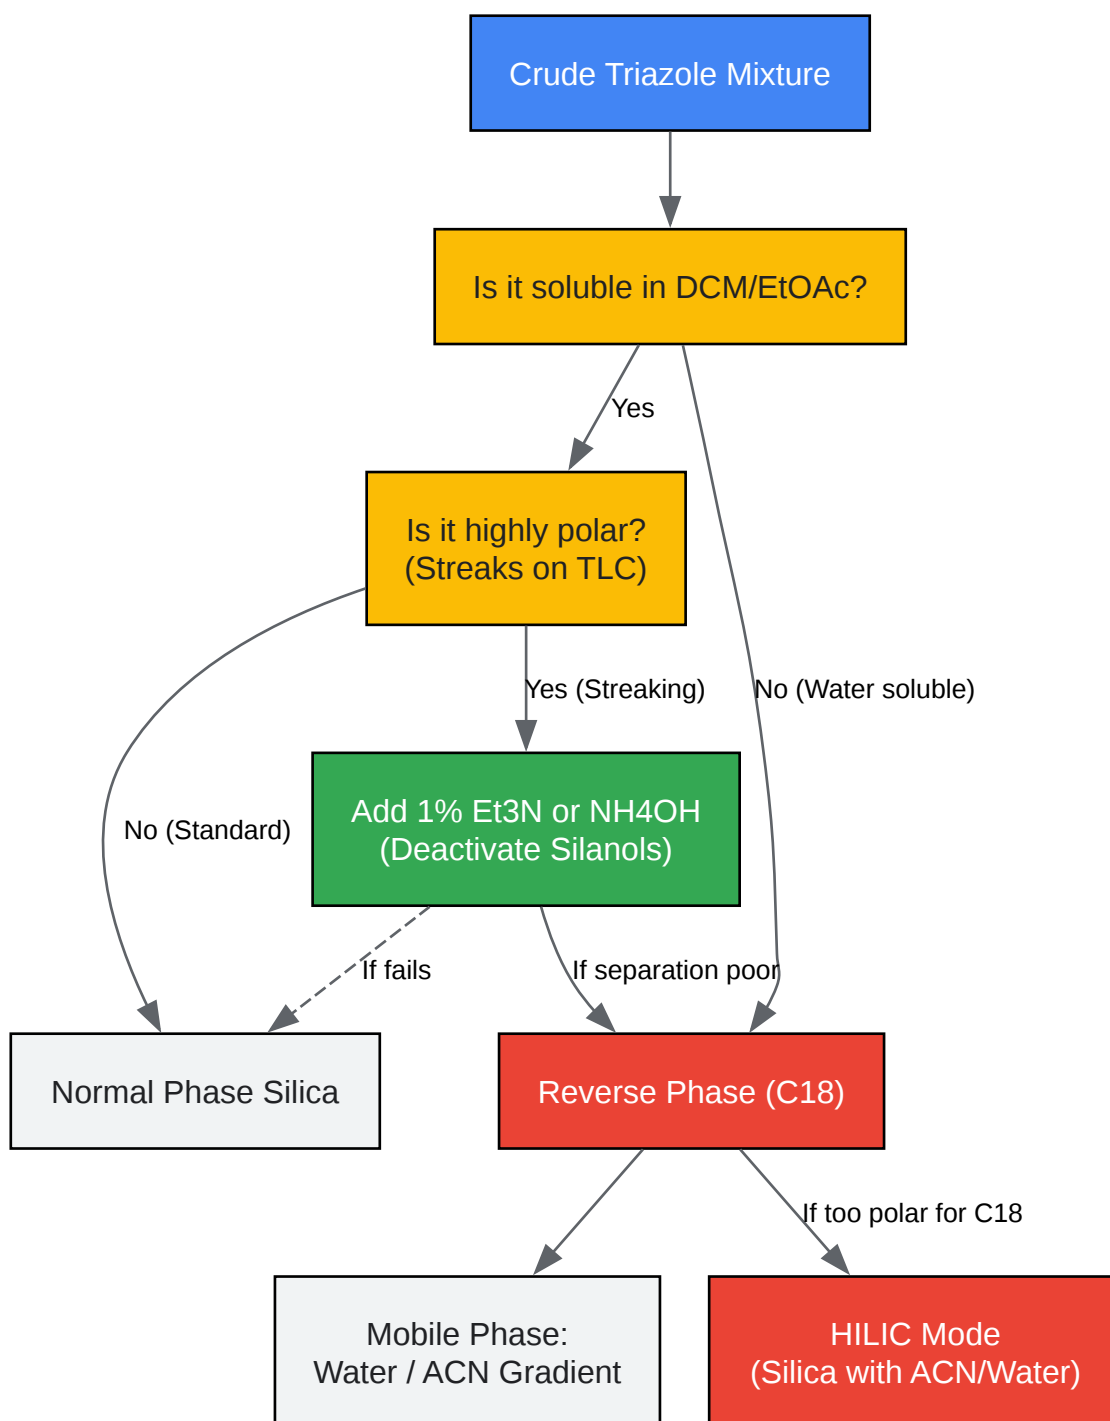 Crude Triazole Mixture
Is it soluble in DCM/EtOAc?
Yes
Is it highly polar?
(Streaks on TLC)
Yes (Streaking)
No (Water soluble)
No (Standard)
Add 1% Et3N or NH4OH
(Deactivate Silanols)
If fails
If separation poor
Normal Phase Silica
Reverse Phase (C18)
If too polar for C18
Mobile Phase:
Water / ACN Gradient
HILIC Mode
(Silica with ACN/Water)